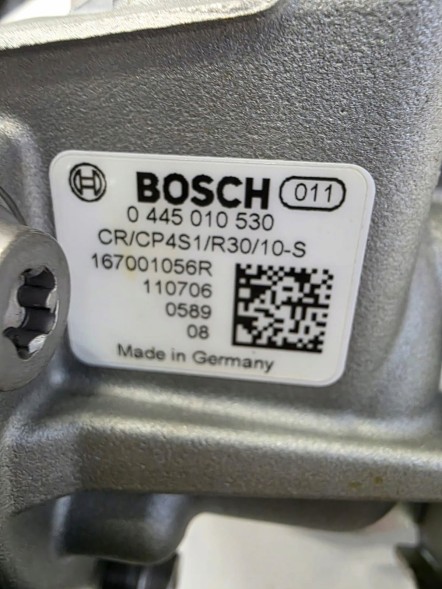 BOSCH 011
0 445 010 530
CR/CP4S1/R30/10-S
167001056R
110706
0589
08
Made in Germany